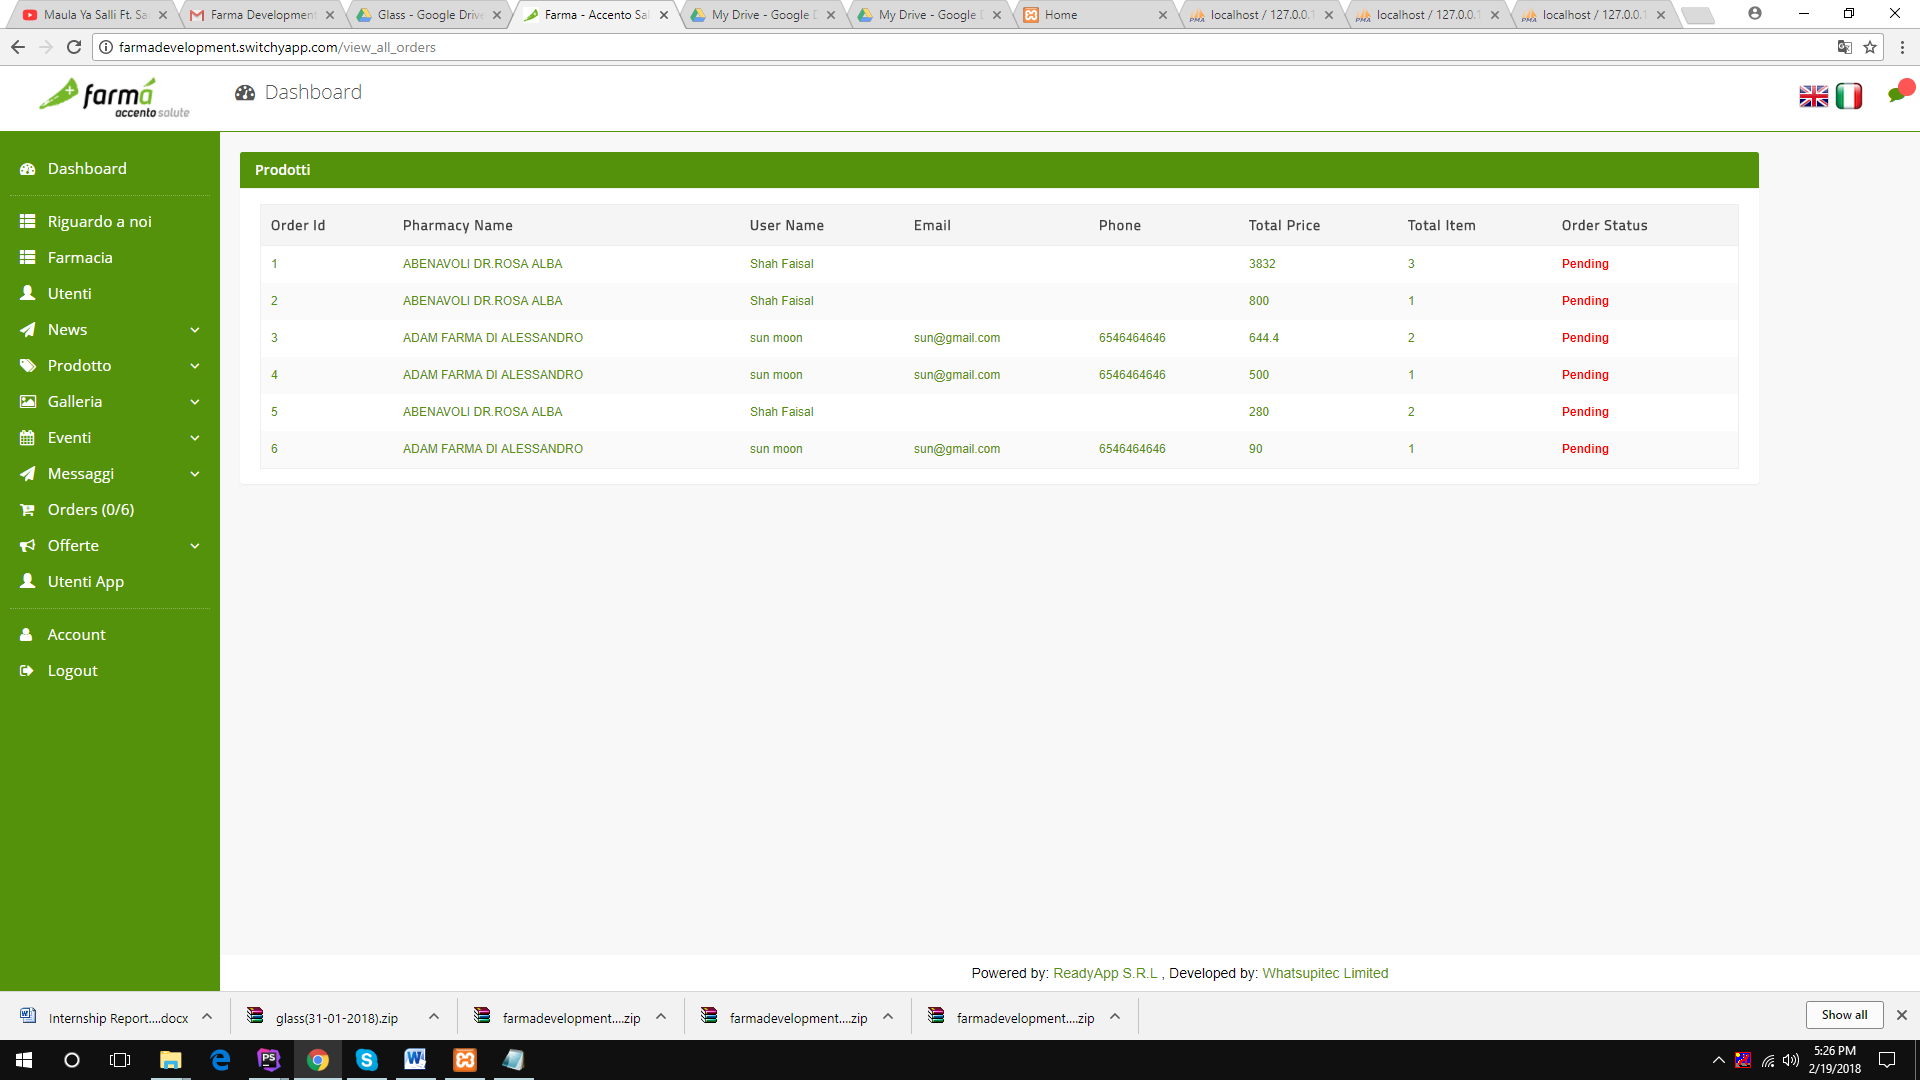 Maula Ya Salli Ft. Sa
Farma Development
Glass - Google Drive
Farma - Accento Sal
My Drive - Google D
My Drive - Google D
Home
localhost / 127.0.0.1
localhost / 127.0.0.1
localhost / 127.0.0.1
farmadevelopment.switchyapp.com/view_all_orders
farmá
accento salute
Dashboard
Dashboard
Riguardo a noi
Farmacia
Utenti
News
Prodotto
Galleria
Eventi
Messaggi
Orders (0/6)
Offerte
Utenti App
Account
Logout
Prodotti
Order Id Pharmacy Name User Name Email Phone Total Price Total Item Order Status
1 ABENAVOLI DR.ROSA ALBA Shah Faisal 3832 3 Pending
2 ABENAVOLI DR.ROSA ALBA Shah Faisal 800 1 Pending
3 ADAM FARMA DI ALESSANDRO sun moon sun@gmail.com 6546464646 644.4 2 Pending
4 ADAM FARMA DI ALESSANDRO sun moon sun@gmail.com 6546464646 500 1 Pending
5 ABENAVOLI DR.ROSA ALBA Shah Faisal 280 2 Pending
6 ADAM FARMA DI ALESSANDRO sun moon sun@gmail.com 6546464646 90 1 Pending
Powered by: ReadyApp S.R.L , Developed by: Whatsupitec Limited
Internship Report....docx
glass(31-01-2018).zip
farmadevelopment....zip
farmadevelopment....zip
farmadevelopment....zip
Show all
5:26 PM
2/19/2018